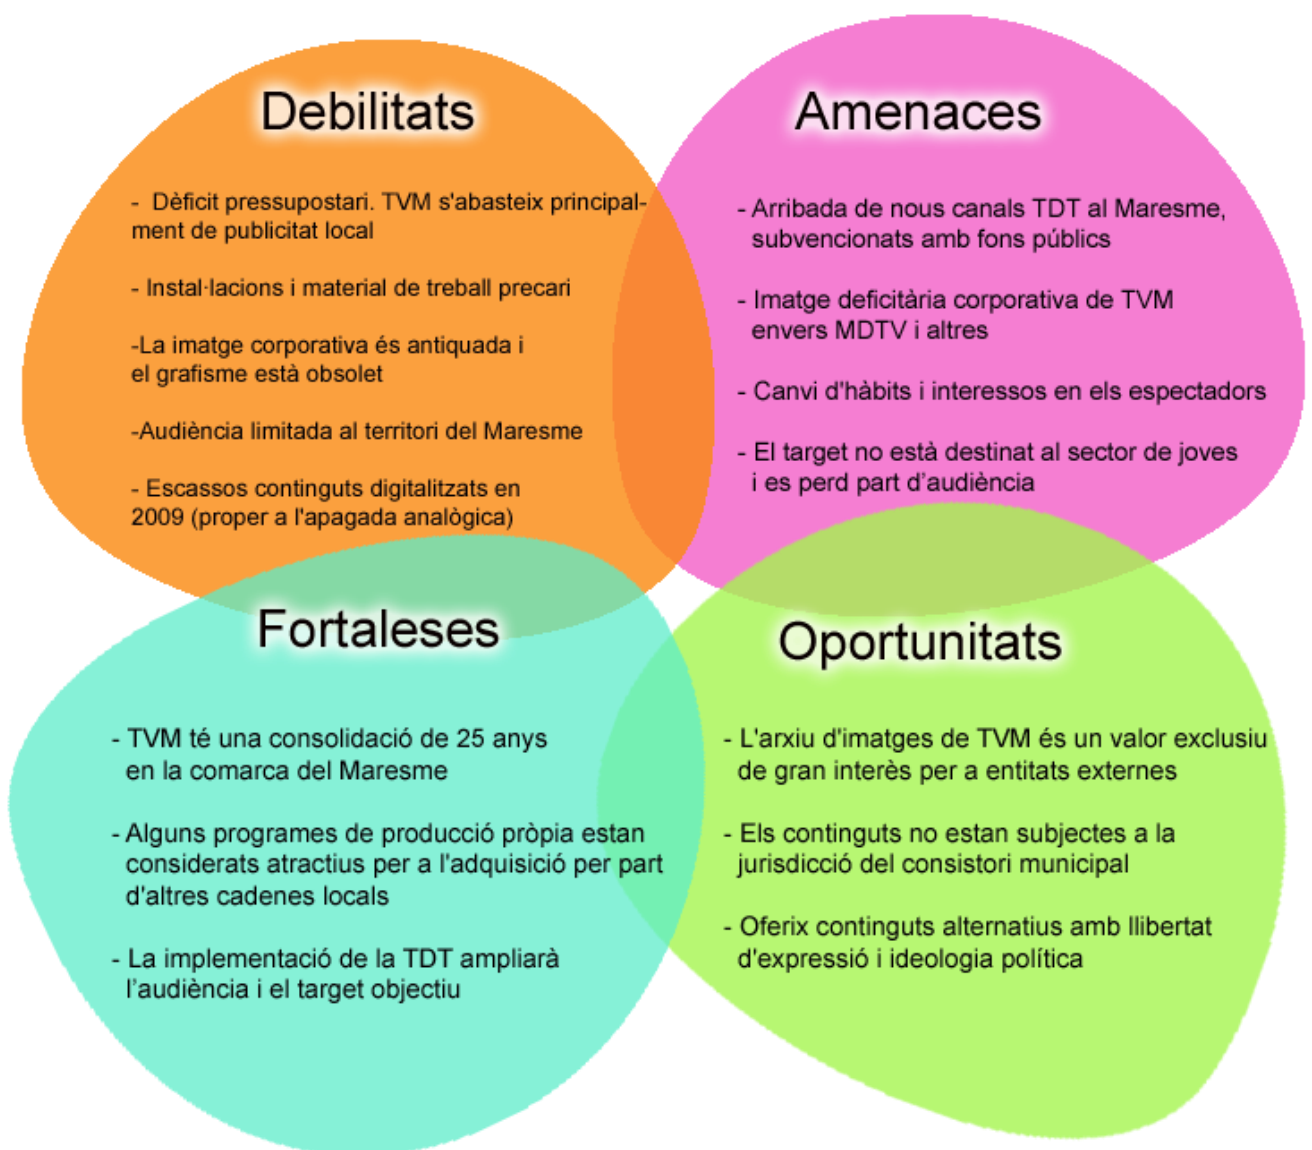 Debilitats
- Dèficit pressupostari. TVM s'abasteix principal-
ment de publicitat local
- Instal·lacions i material de treball precari
-La imatge corporativa és antiquada i
el grafisme està obsolet
-Audiència limitada al territori del Maresme
- Escassos continguts digitalitzats en
2009 (proper a l'apagada analògica)
Amenaces
- Arribada de nous canals TDT al Maresme,
subvencionats amb fons públics
- Imatge deficitària corporativa de TVM
envers MDTV i altres
- Canvi d'hàbits i interessos en els espectadors
- El target no està destinat al sector de joves
i es perd part d’audiència
Fortaleses
- TVM té una consolidació de 25 anys
en la comarca del Maresme
- Alguns programes de producció pròpia estan
considerats atractius per a l'adquisició per part
d'altres cadenes locals
- La implementació de la TDT ampliarà
l’audiència i el target objectiu
Oportunitats
- L'arxiu d'imatges de TVM és un valor exclusiu
de gran interès per a entitats externes
- Els continguts no estan subjectes a la
jurisdicció del consistori municipal
- Oferix continguts alternatius amb llibertat
d'expressió i ideologia política